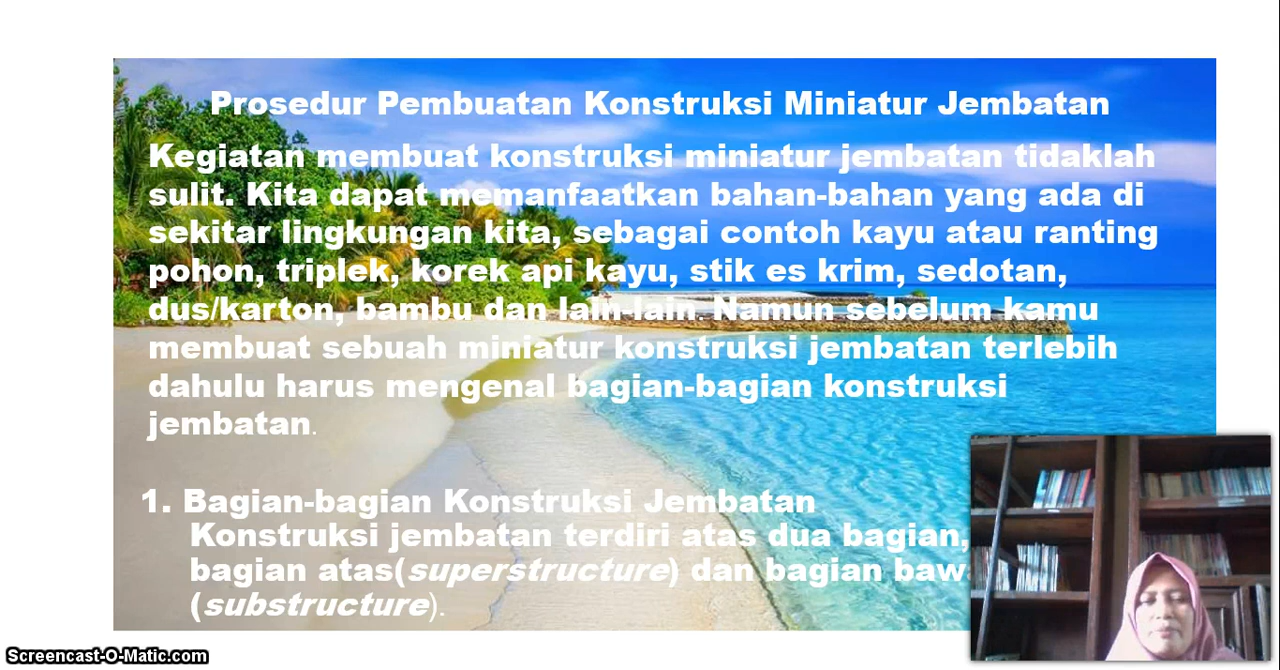 Prosedur Pembuatan Konstruksi Miniatur Jembatan
Kegiatan membuat konstruksi miniatur jembatan tidaklah
sulit. Kita dapat memanfaatkan bahan-bahan yang ada di
sekitar lingkungan kita, sebagai contoh kayu atau ranting
pohon, triplek, korek api kayu, stik es krim, sedotan,
dus/karton, bambu dan lain-lain. Namun sebelum kamu
membuat sebuah miniatur konstruksi jembatan terlebih
dahulu harus mengenal bagian-bagian konstruksi
jembatan.
1. Bagian-bagian Konstruksi Jembatan
Konstruksi jembatan terdiri atas dua bagian,
bagian atas(superstructure) dan bagian
(substructure).
Screencast-O-Matic.com